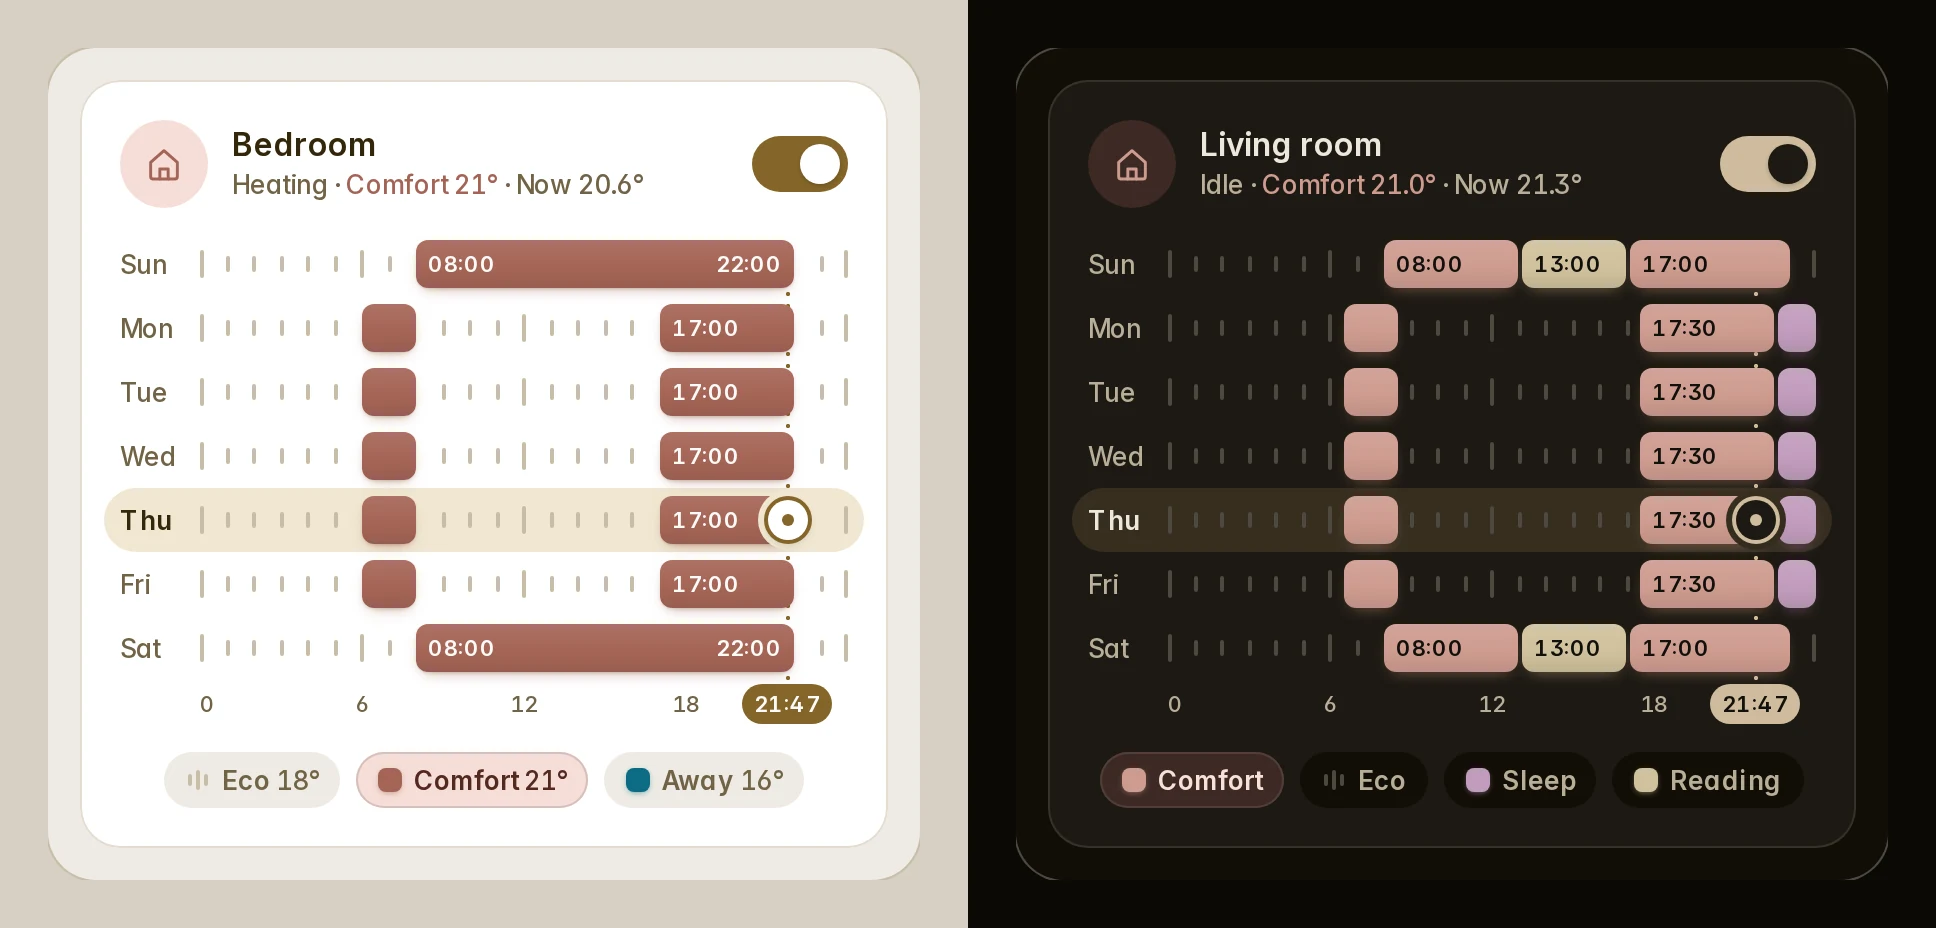 Bedroom
Heating · Comfort 21° · Now 20.6°
Sun 08:00 22:00
Mon 17:00
Tue 17:00
Wed 17:00
Thu 17:00
Fri 17:00
Sat 08:00 22:00
0 6 12 18 21:47
Eco 18° Comfort 21° Away 16°
Living room
Idle · Comfort 21.0° · Now 21.3°
Sun 08:00 13:00 17:00
Mon 17:30
Tue 17:30
Wed 17:30
Thu 17:30
Fri 17:30
Sat 08:00 13:00 17:00
0 6 12 18 21:47
Comfort Eco Sleep Reading